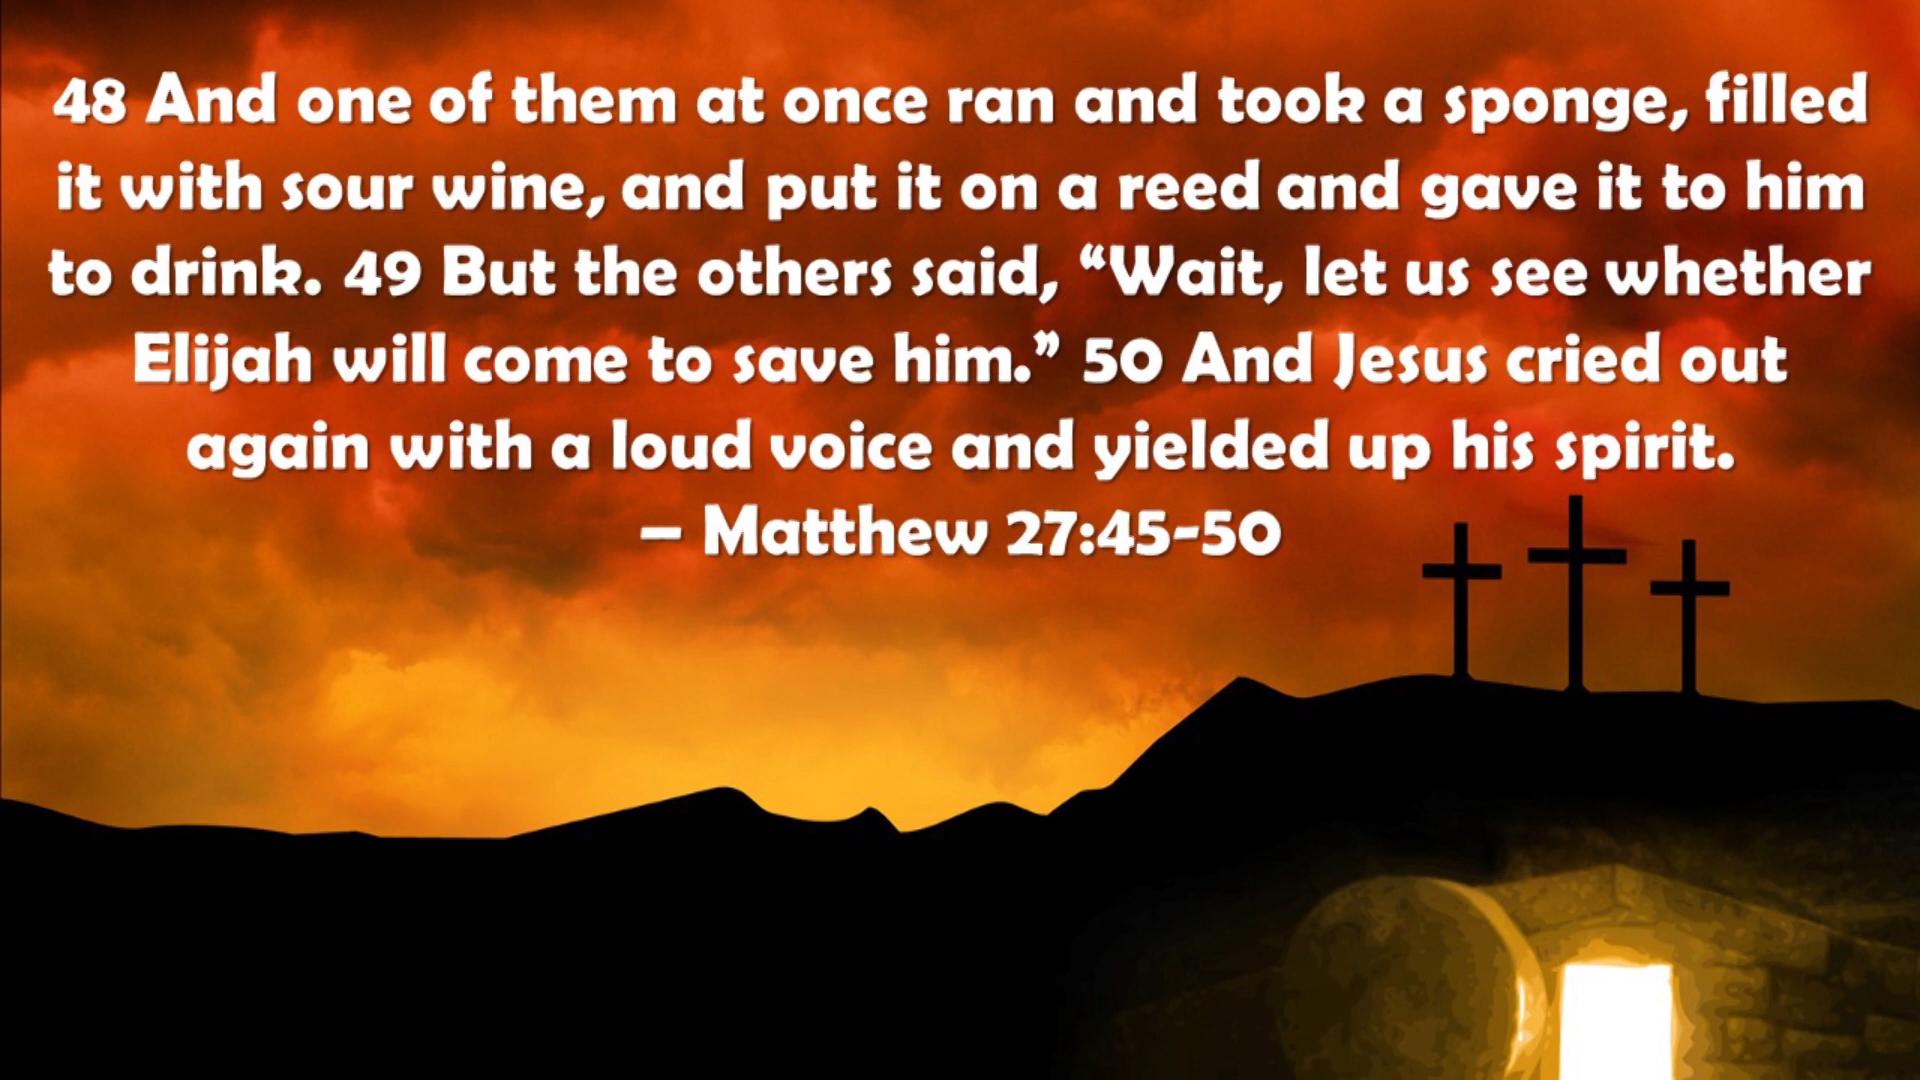 48 And one of them at once ran and took a sponge, filled
it with sour wine, and put it on a reed and gave it to him
to drink. 49 But the others said, “Wait, let us see whether
Elijah will come to save him.” 50 And Jesus cried out
again with a loud voice and yielded up his spirit.
– Matthew 27:45-50